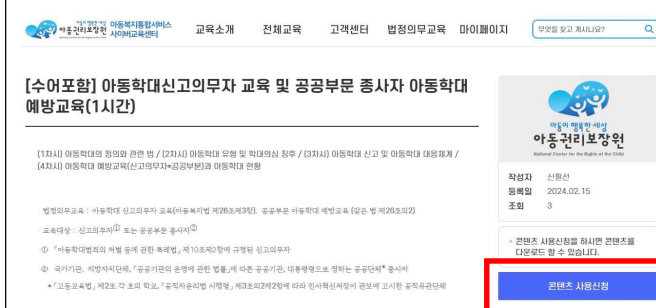 아동이 행복한 세상
아동권리보장원
아동복지통합서비스
사이버교육센터
교육소개 전체교육 고객센터 법정의무교육 마이페이지
무엇을 찾고 계시나요?
[수어포함] 아동학대신고의무자 교육 및 공공부문 종사자 아동학대
예방교육(1시간)
(1차시) 아동학대의 정의와 관련 법 / (2차시) 아동학대 유형 및 학대의심 징후 / (3차시) 아동학대 신고 및 아동학대 대응체계 /
(4차시) 아동학대 예방교육(신고의무자+공공부문)과 아동학대 현황
· 법정의무교육 : 아동학대 신고의무자 교육(아동복지법 제26조제3항), 공공부문 아동학대 예방교육 (같은 법 제26조의2)
· 교육대상 : 신고의무자① 또는 공공부문 종사자②
① 「아동학대범죄의 처벌 등에 관한 특례법」 제10조제2항에 규정된 신고의무자
② 국가기관, 지방자치단체, 「공공기관의 운영에 관한 법률」에 따른 공공기관, 대통령령으로 정하는 공공단체* 종사자
*「고등교육법」 제2조 각 호의 학교, 「공직자윤리법 시행령」 제3조의2제2항에 따라 인사혁신처장이 관보에 고시한 공직유관단체
아동이 행복한 세상
아동권리보장원
National Center for the Rights of the Child
작성자 신필선
등록일 2024.02.15
조회 3
◦ 콘텐츠 사용신청을 하시면 콘텐츠를
다운로드 할 수 있습니다.
콘텐츠 사용신청